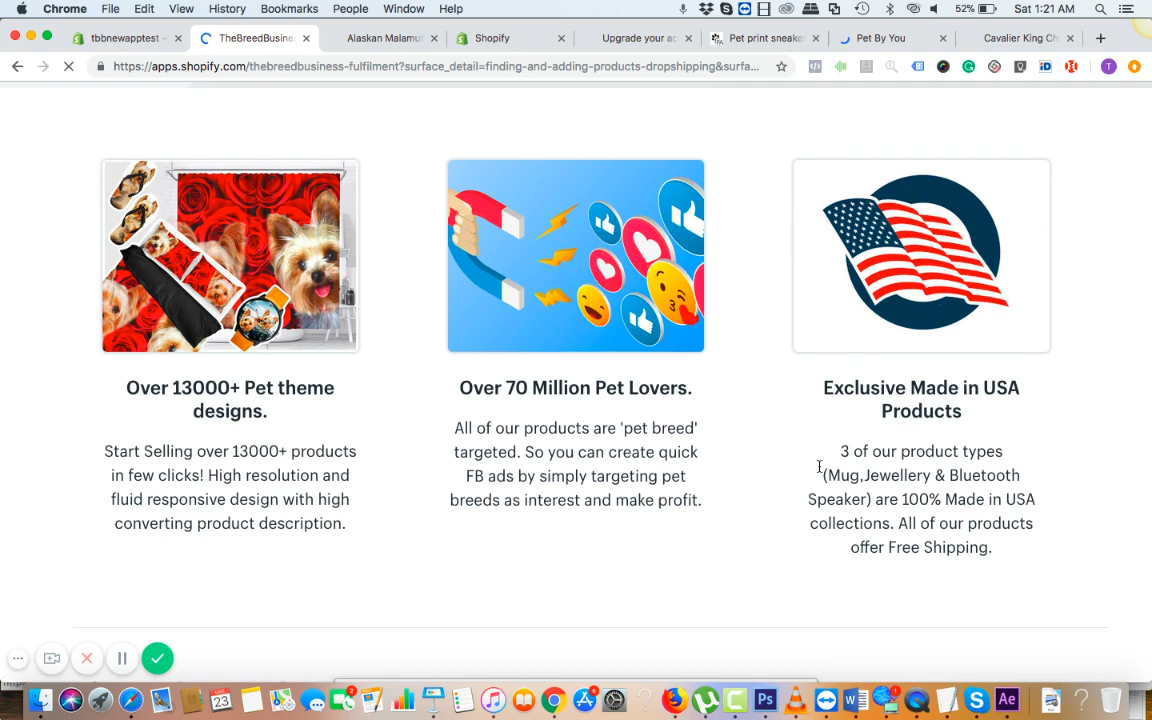 Chrome File Edit View History Bookmarks People Window Help 52% Sat 1:21 AM
tbbnewapptest - TheBreedBusine Alaskan Malamut Shopify Upgrade your ac Pet print sneake Pet By You Cavalier King Ch
https://apps.shopify.com/thebreedbusiness-fulfilment?surface_detail=finding-and-adding-products-dropshipping&surfa... T
Over 13000+ Pet theme
designs.
Start Selling over 13000+ products
in few clicks! High resolution and
fluid responsive design with high
converting product description.
Over 70 Million Pet Lovers.
All of our products are 'pet breed'
targeted. So you can create quick
FB ads by simply targeting pet
breeds as interest and make profit.
Exclusive Made in USA
Products
3 of our product types
(Mug,Jewellery & Bluetooth
Speaker) are 100% Made in USA
collections. All of our products
offer Free Shipping.